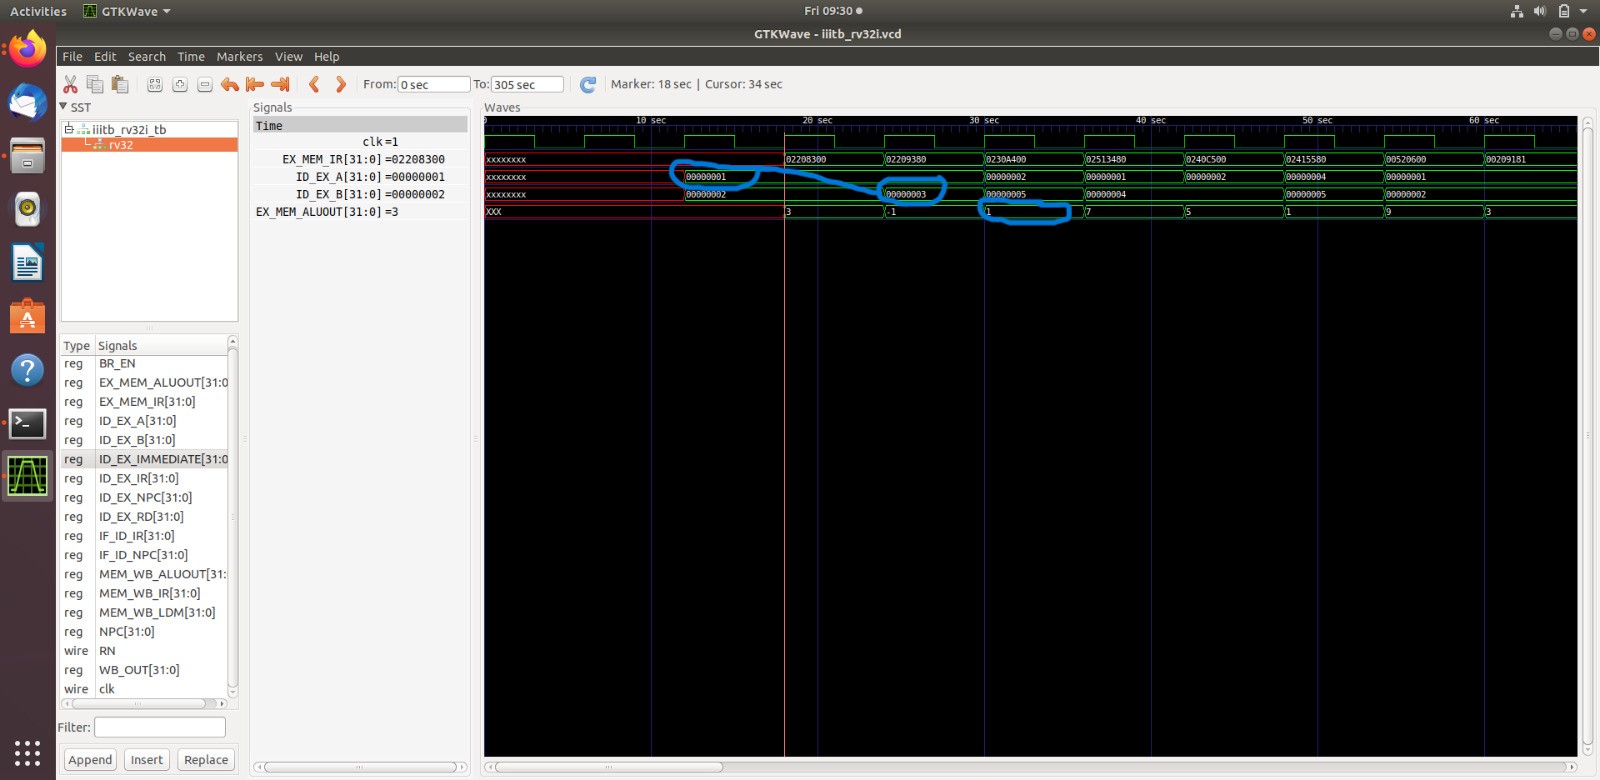 Activities GTKWave Fri 09:30
GTKWave - iiitb_rv32i.vcd
File Edit Search Time Markers View Help
From: 0 sec To: 305 sec Marker: 18 sec | Cursor: 34 sec
SST
iiitb_rv32i_tb
rv32
Type Signals
reg BR_EN
reg EX_MEM_ALUOUT[31:0
reg EX_MEM_IR[31:0]
reg ID_EX_A[31:0]
reg ID_EX_B[31:0]
reg ID_EX_IMMEDIATE[31:0
reg ID_EX_IR[31:0]
reg ID_EX_NPC[31:0]
reg ID_EX_RD[31:0]
reg IF_ID_IR[31:0]
reg IF_ID_NPC[31:0]
reg MEM_WB_ALUOUT[31:
reg MEM_WB_IR[31:0]
reg MEM_WB_LDM[31:0]
reg NPC[31:0]
wire RN
reg WB_OUT[31:0]
wire clk
Filter:
Append Insert Replace
Signals
Time
clk =1
EX_MEM_IR[31:0] =02208300
ID_EX_A[31:0] =00000001
ID_EX_B[31:0] =00000002
EX_MEM_ALUOUT[31:0] =3
Waves
0 10 sec 20 sec 30 sec 40 sec 50 sec 60 sec
xxxxxxxx 02208300 02209380 0230A400 02513480 0240C500 02415580 00520600 00209181
xxxxxxxx 00000001 00000002 00000001 00000002 00000004 00000001
xxxxxxxx 00000002 00000003 00000005 00000004 00000005 00000002
XXX 3 -1 1 7 5 1 9 3